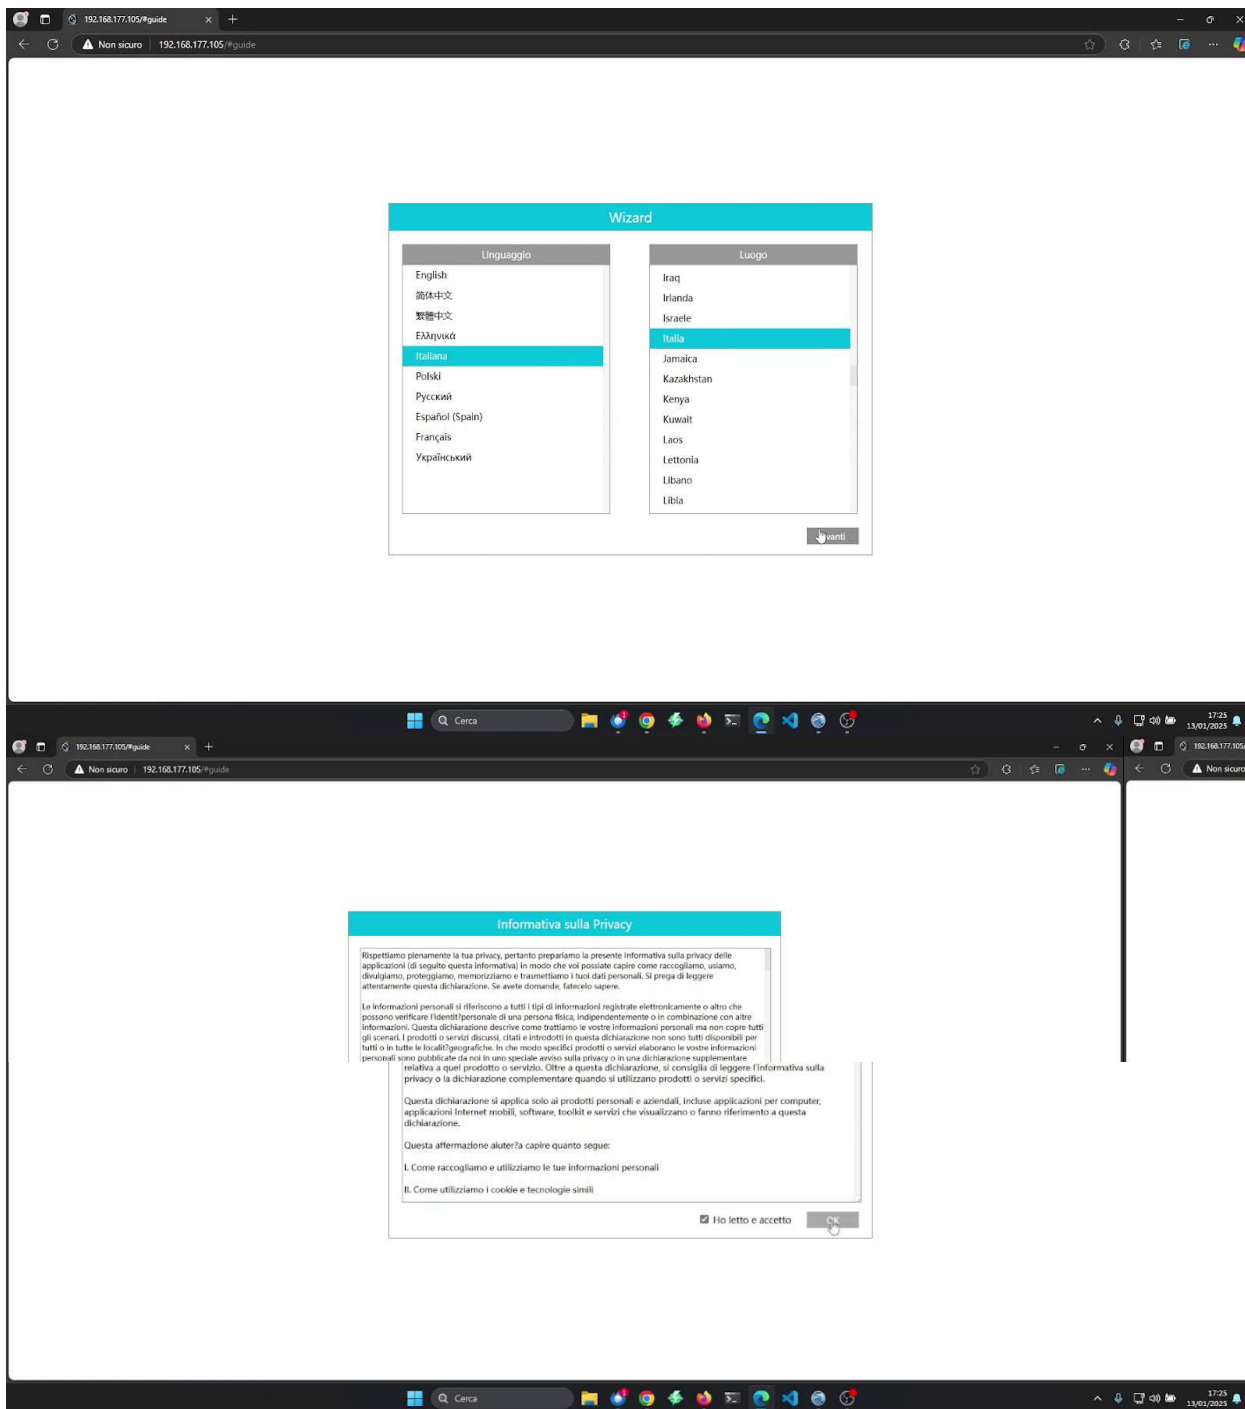 192.168.177.105/#guide
Non sicuro 192.168.177.105/#guide
Wizard
Linguaggio
English
简体中文
繁體中文
Ελληνικά
Italiana
Polski
Русский
Español (Spain)
Français
Український
Luogo
Iraq
Irlanda
Israele
Italia
Jamaica
Kazakhstan
Kenya
Kuwait
Laos
Lettonia
Libano
Libia
vanti
Cerca
17:25
13/01/2025
192.168.177.105/#guide
192.168.177.105/
Non sicuro 192.168.177.105/#guide
Non sicuro
Informativa sulla Privacy
Rispettiamo pienamente la tua privacy, pertanto prepariamo la presente Informativa sulla privacy delle
applicazioni (di seguito questa informativa) in modo che voi possiate capire come raccogliamo, usiamo,
divulgiamo, proteggiamo, memorizziamo e trasmettiamo i tuoi dati personali. Si prega di leggere
attentamente questa dichiarazione. Se avete domande, fatecelo sapere.
Le informazioni personali si riferiscono a tutti i tipi di informazioni registrate elettronicamente o altro che
possono verificare l'identit?personale di una persona fisica, indipendentemente o in combinazione con altre
informazioni. Questa dichiarazione descrive come trattiamo le vostre informazioni personali ma non copre tutti
gli scenari. I prodotti o servizi discussi, citati e introdotti in questa dichiarazione non sono tutti disponibili per
tutti o in tutte le localit?geografiche. In che modo specifici prodotti o servizi elaborano le vostre informazioni
personali sono pubblicate da noi in uno speciale avviso sulla privacy o in una dichiarazione supplementare
relativa a quel prodotto o servizio. Oltre a questa dichiarazione, si consiglia di leggere l'informativa sulla
privacy o la dichiarazione complementare quando si utilizzano prodotti o servizi specifici.
Questa dichiarazione si applica solo ai prodotti personali e aziendali, incluse applicazioni per computer,
applicazioni Internet mobili, software, toolkit e servizi che visualizzano o fanno riferimento a questa
dichiarazione.
Questa affermazione aiuter?a capire quanto segue:
I. Come raccogliamo e utilizziamo le tue informazioni personali
II. Come utilizziamo i cookie e tecnologie simili
Ho letto e accetto
OK
Cerca
17:25
13/01/2025